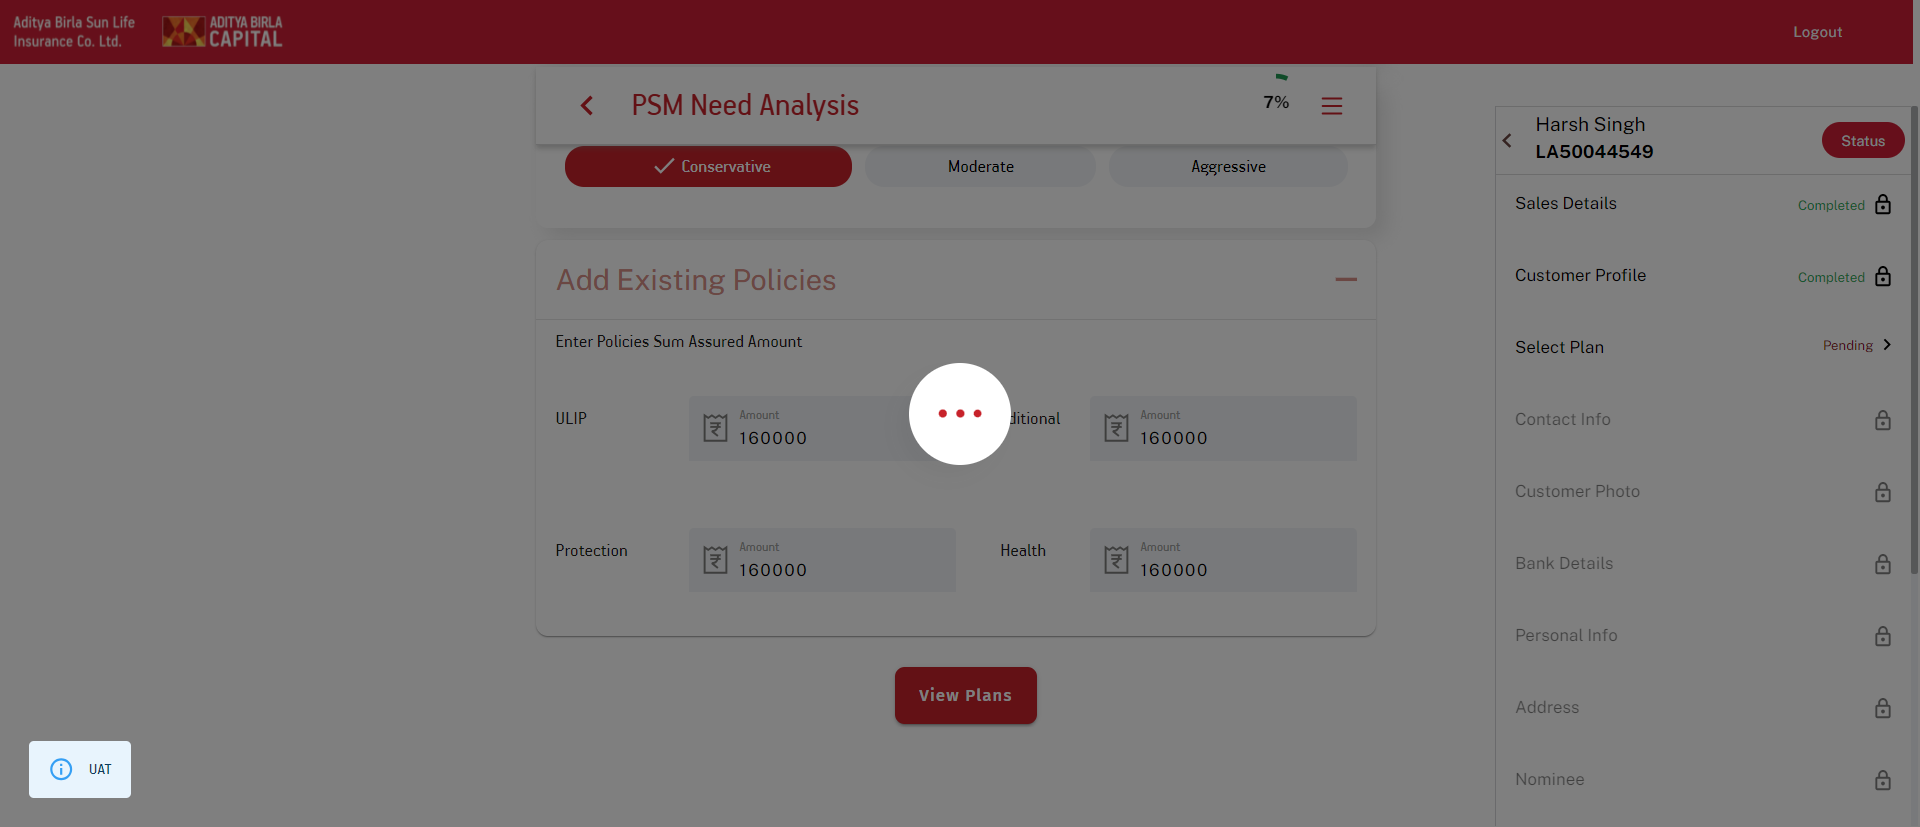 Aditya Birla Sun Life
Insurance Co. Ltd.
ADITYA BIRLA
CAPITAL
Logout
PSM Need Analysis
7%
Conservative
Moderate
Aggressive
Add Existing Policies
Enter Policies Sum Assured Amount
ULIP
Amount
160000
ditional
Amount
160000
Protection
Amount
160000
Health
Amount
160000
View Plans
UAT
Harsh Singh
LA50044549
Status
Sales Details
Completed
Customer Profile
Completed
Select Plan
Pending
Contact Info
Customer Photo
Bank Details
Personal Info
Address
Nominee